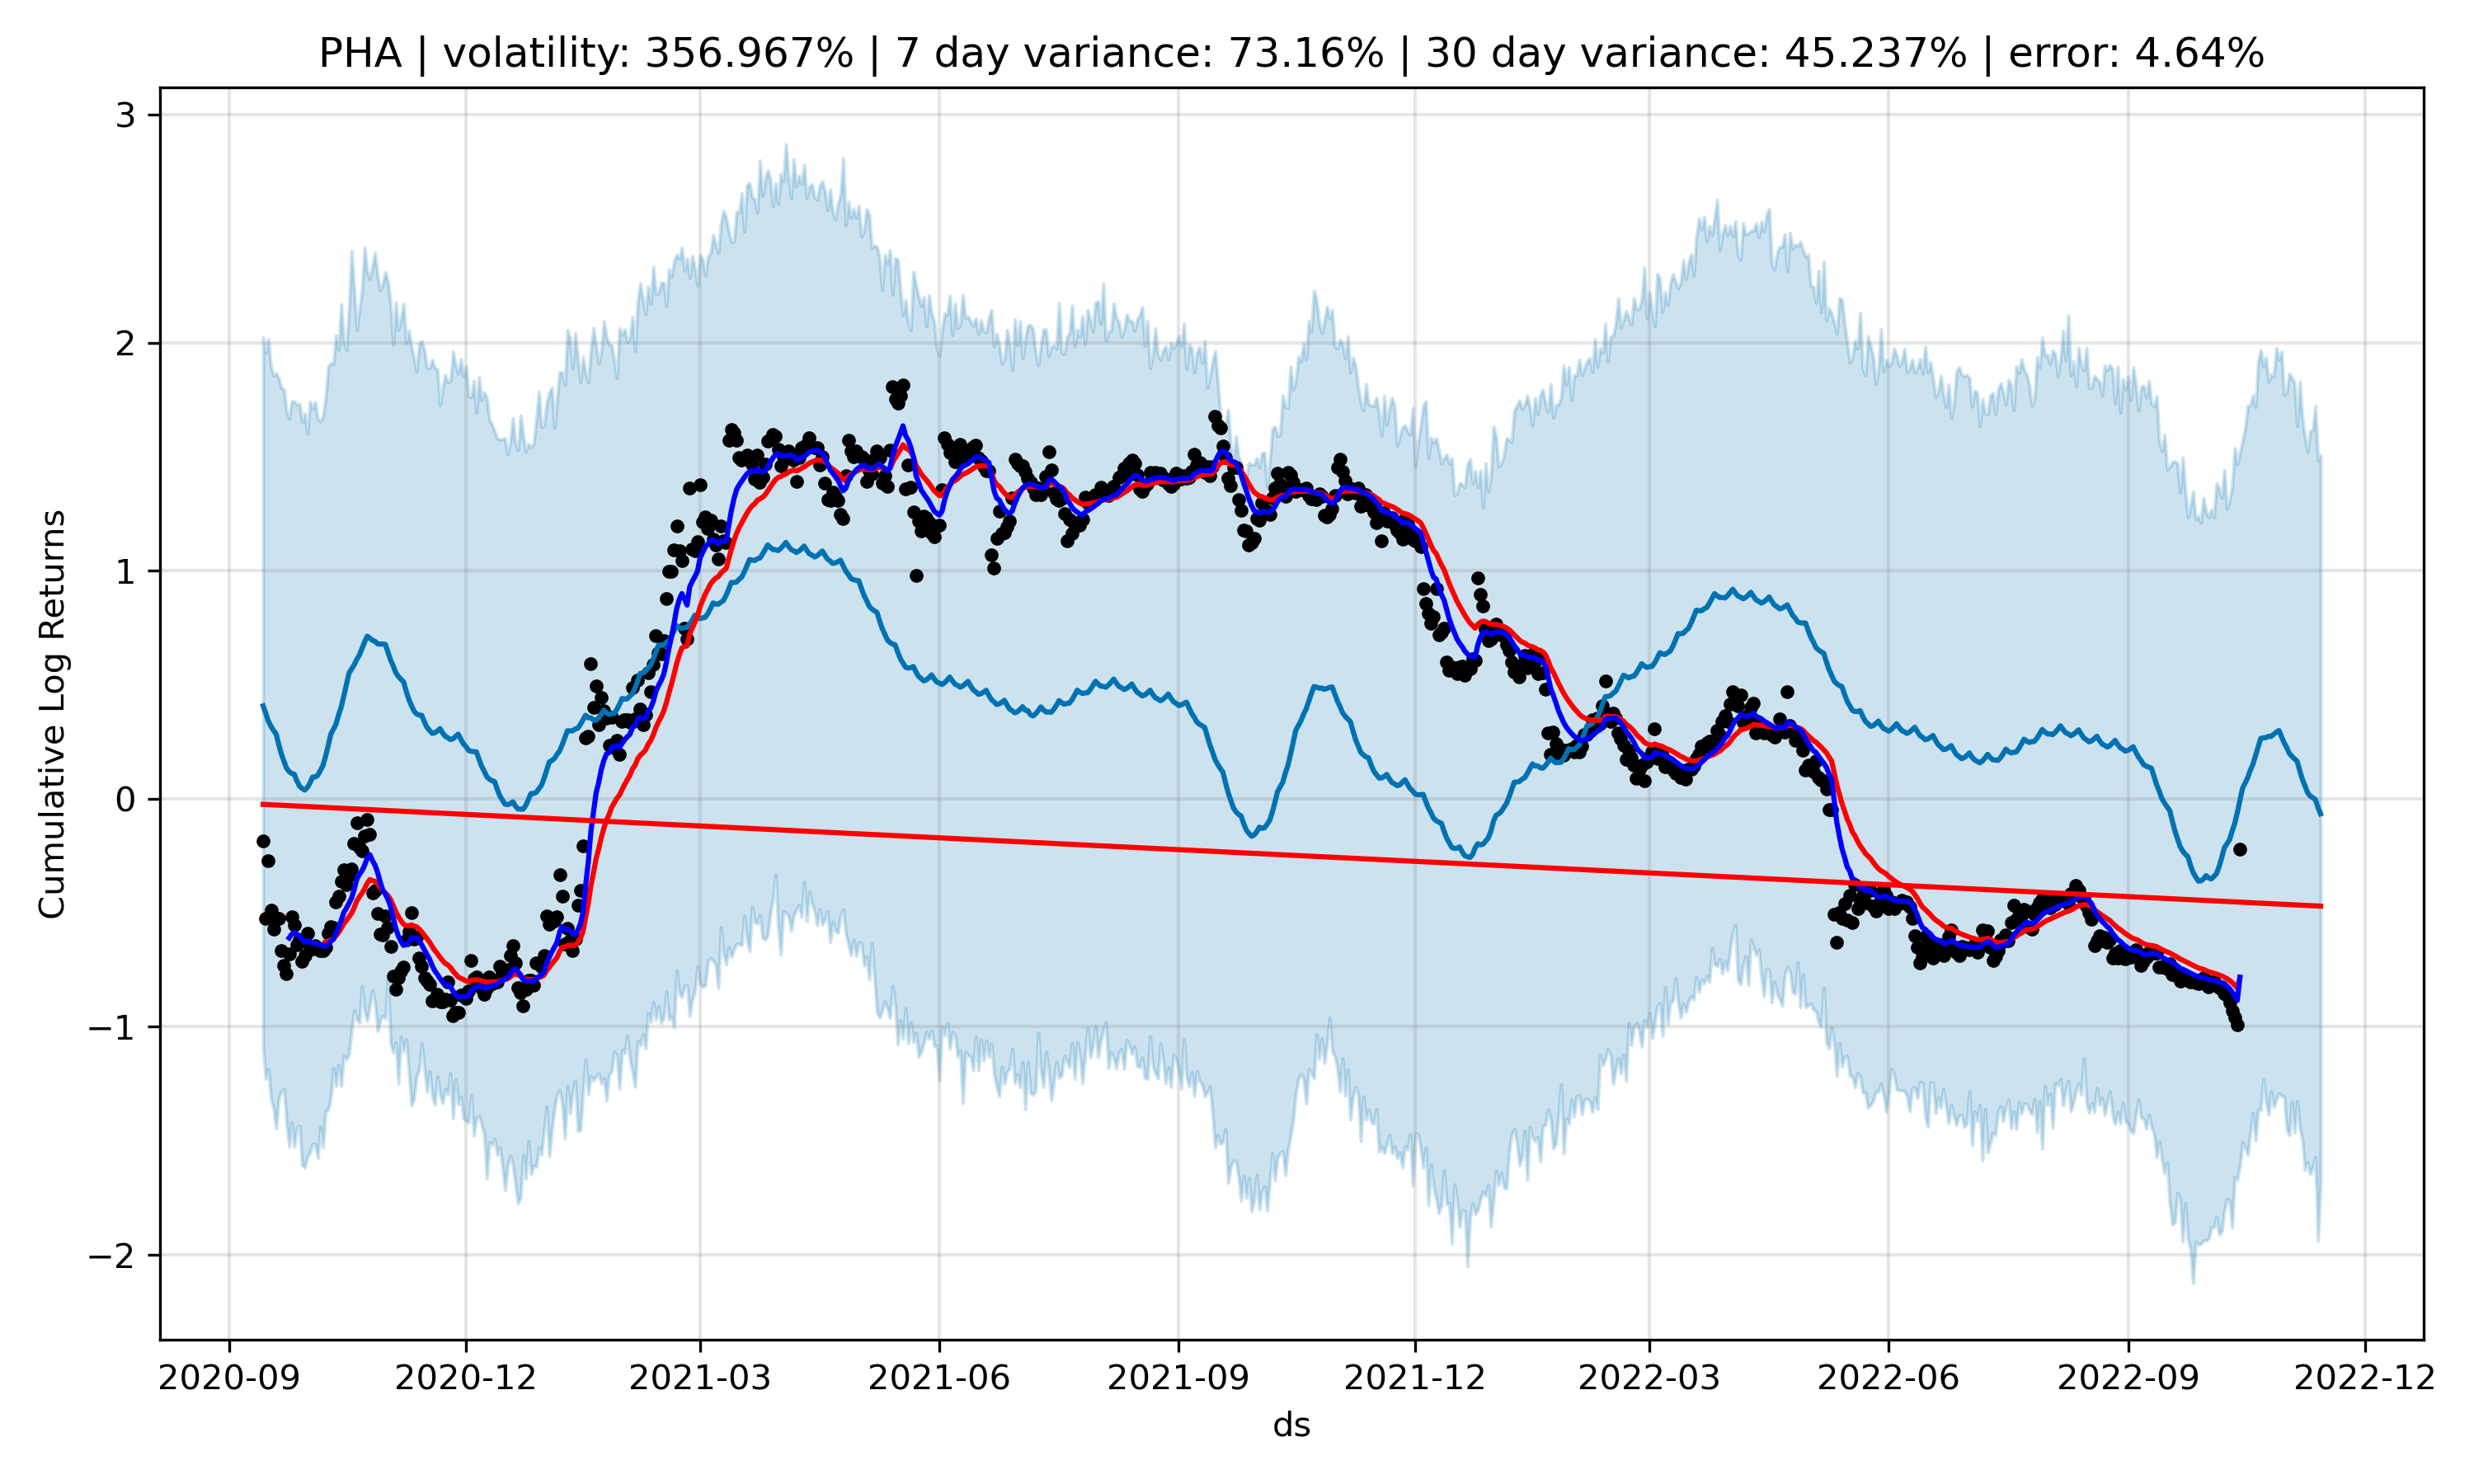 PHA | volatility: 356.967% | 7 day variance: 73.16% | 30 day variance: 45.237% | error: 4.64%
3
2
1
0
−1
−2
Cumulative Log Returns
2020-09 2020-12 2021-03 2021-06 2021-09 2021-12 2022-03 2022-06 2022-09 2022-12
ds